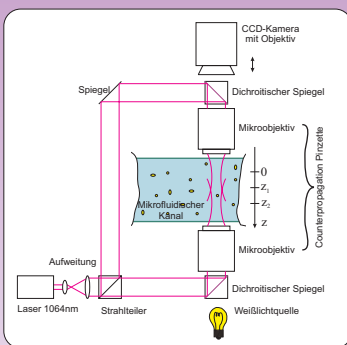 CCD-Kamera
mit Objektiv
Spiegel
Dichroitischer Spiegel
Mikroobjektiv
Counterpropagation Pinzette
0
Z1
Z2
Z
Mikrofluidischer
Kanal
Mikroobjektiv
Aufweitung
Dichroitischer Spiegel
Laser 1064nm
Strahlteiler
Weißlichtquelle